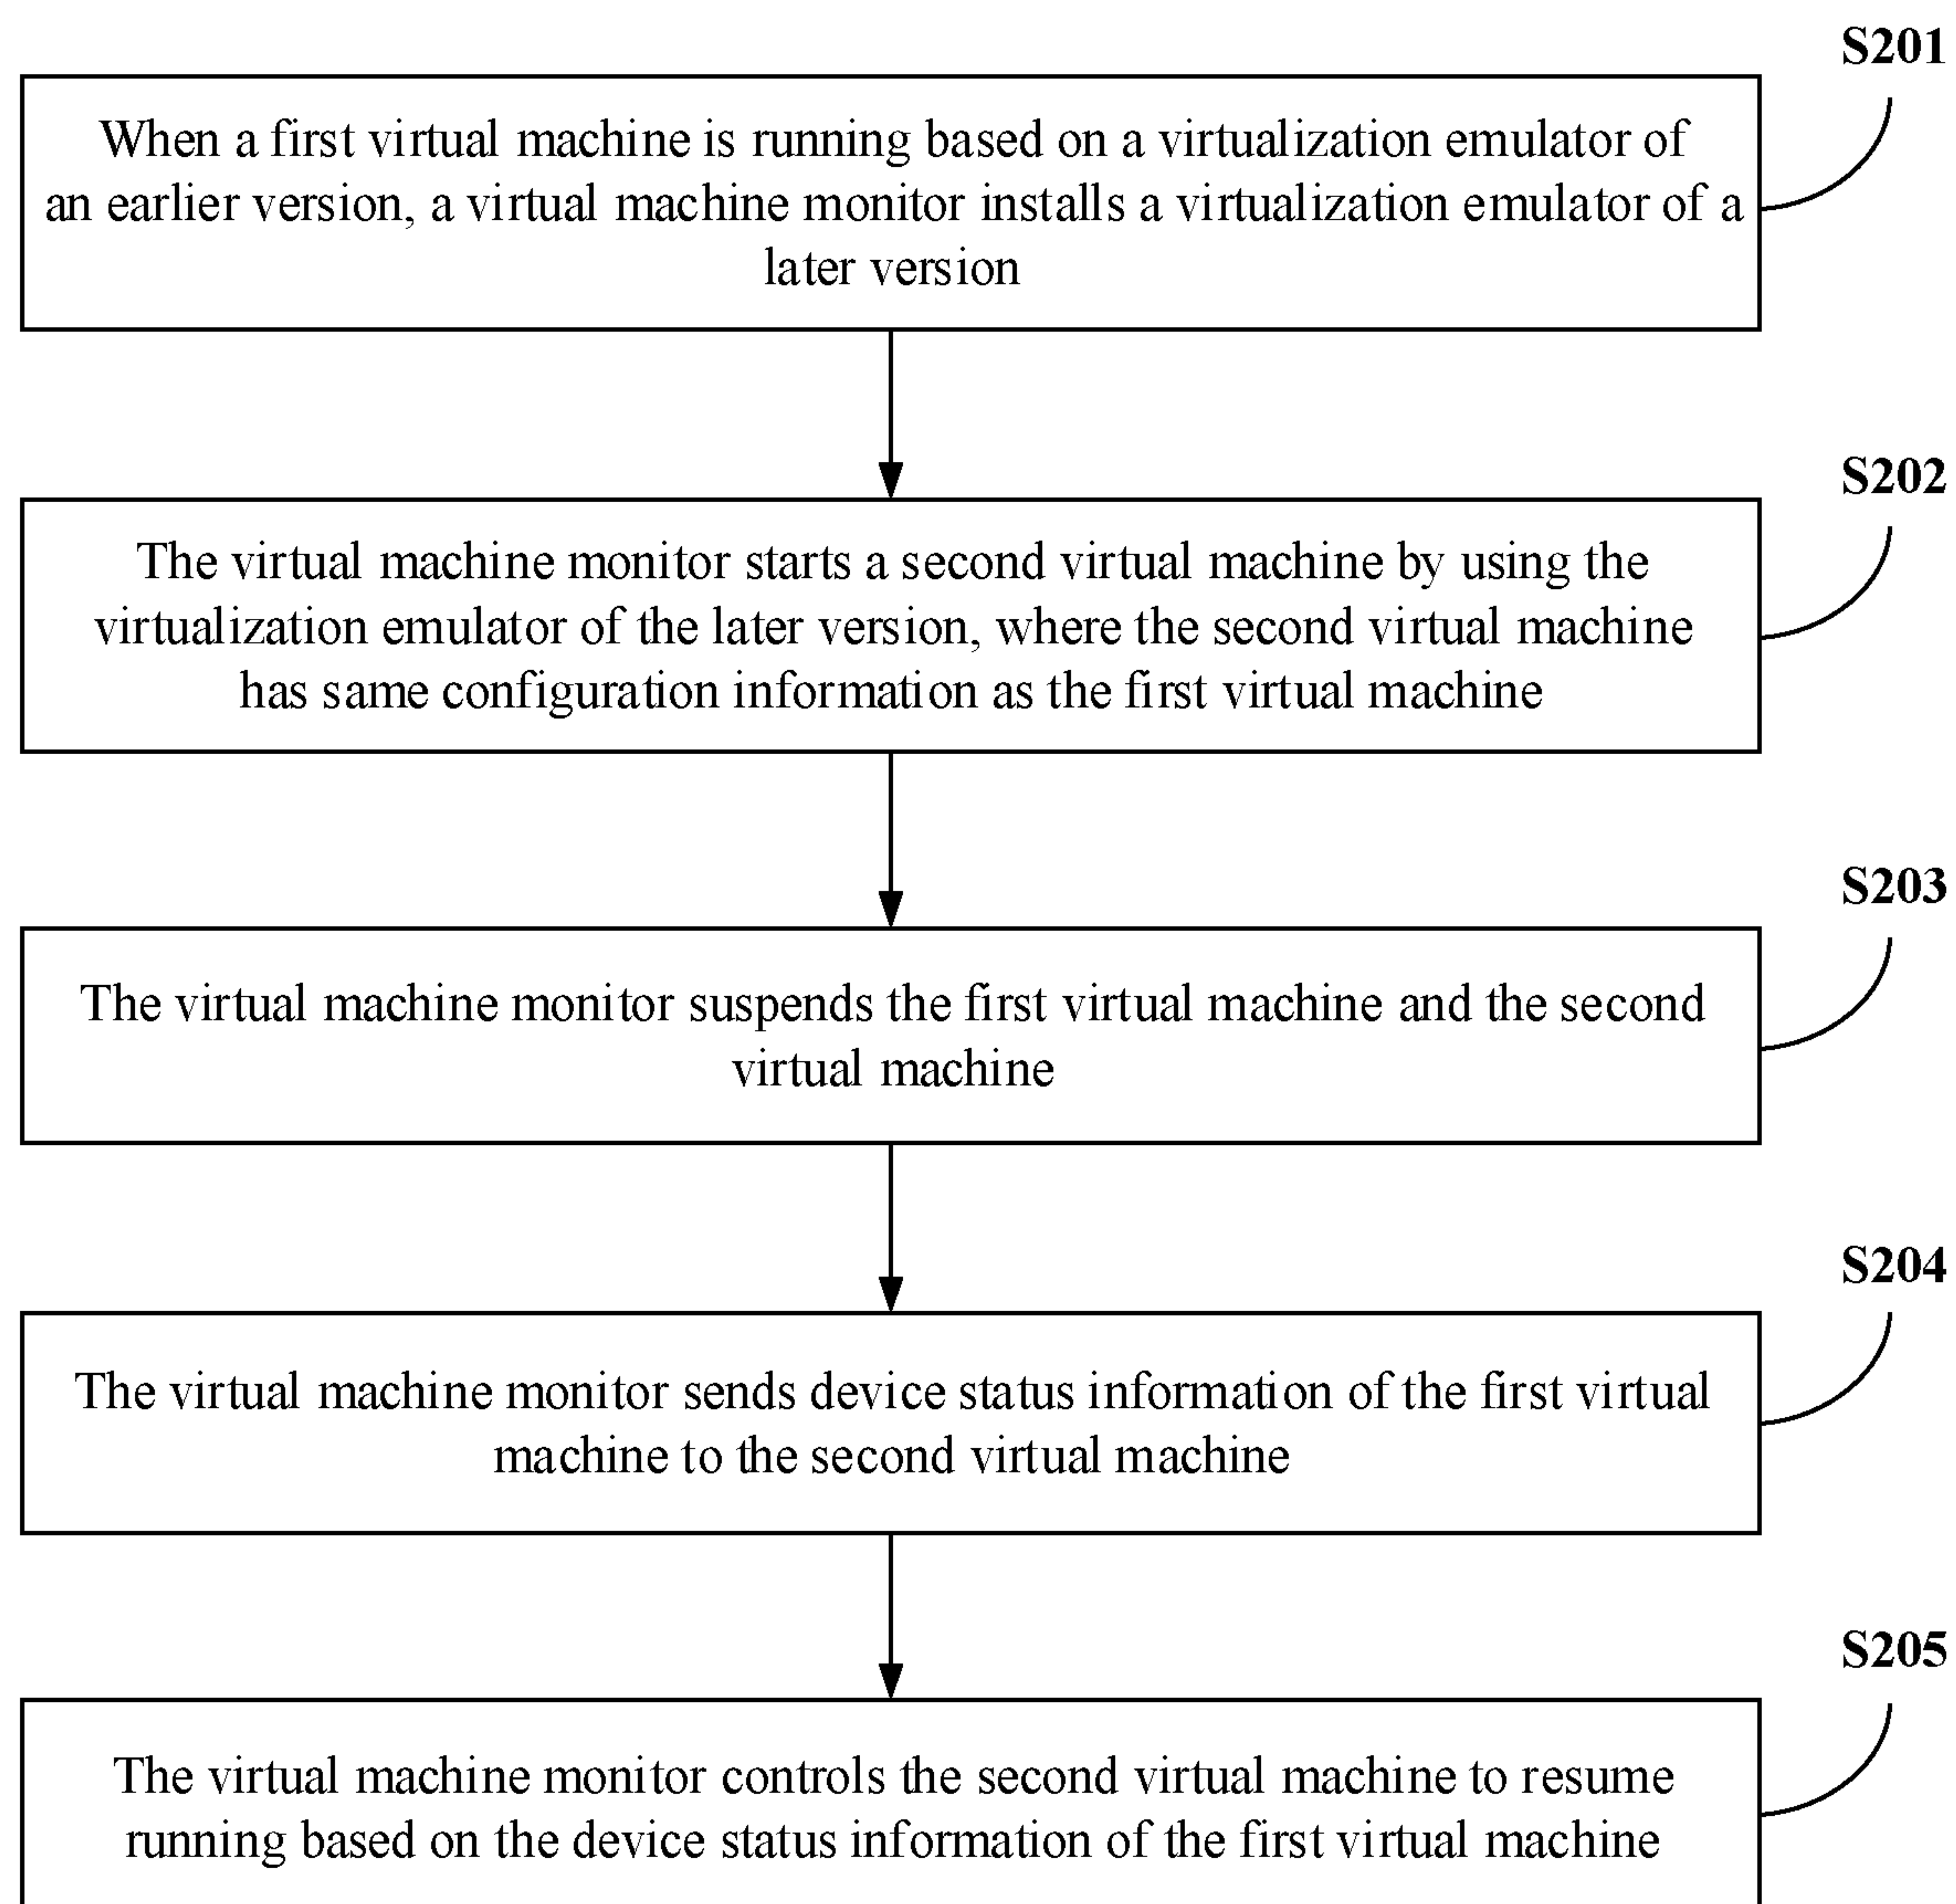 S201
When a first virtual machine is running based on a virtualization emulator of
an earlier version, a virtual machine monitor installs a virtualization emulator of a
later version
S202
The virtual machine monitor starts a second virtual machine by using the
virtualization emulator of the later version, where the second virtual machine
has same configuration information as the first virtual machine
S203
The virtual machine monitor suspends the first virtual machine and the second
virtual machine
S204
The virtual machine monitor sends device status information of the first virtual
machine to the second virtual machine
S205
The virtual machine monitor controls the second virtual machine to resume
running based on the device status information of the first virtual machine